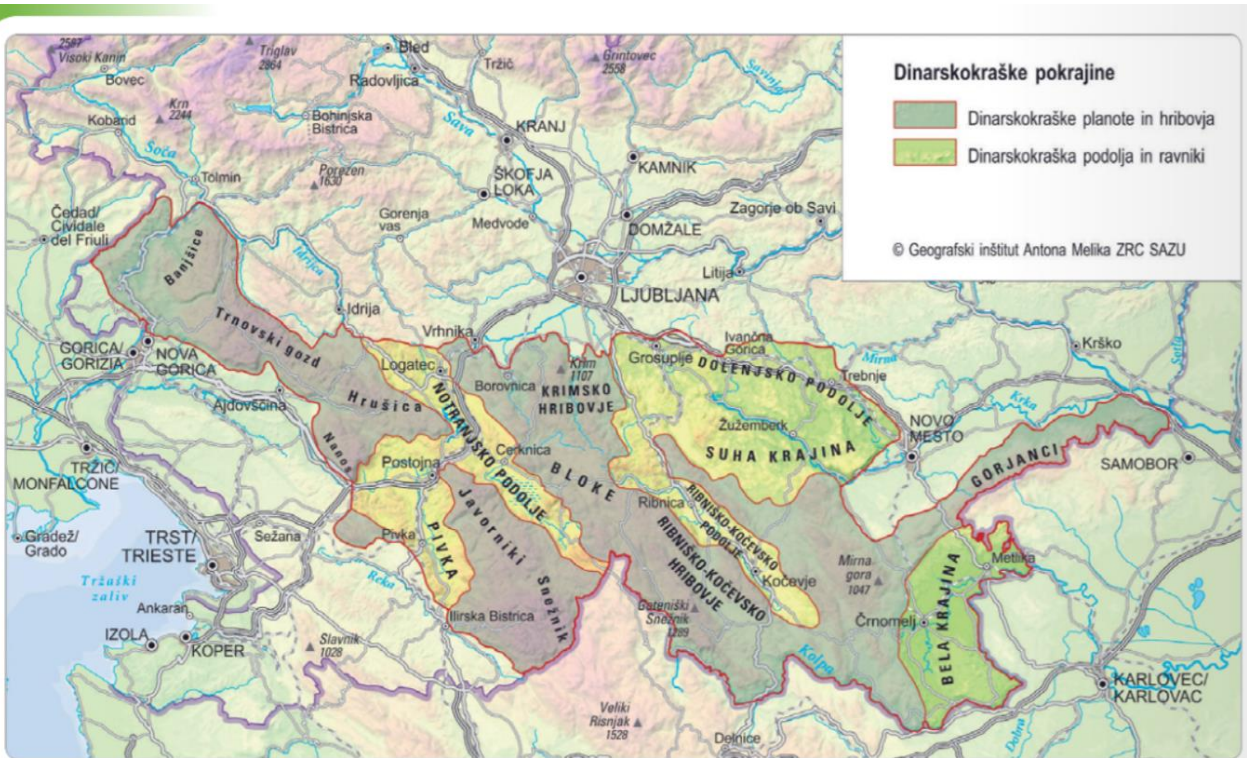 Dinarskokraške pokrajine
Dinarskokraške planote in hribovja
Dinarskokraška podolja in ravniki
© Geografski inštitut Antona Melika ZRC SAZU
2587
Visoki Kanin
Bovec
Triglav
2864
Bled
Radovljica
Tržič
Grintovec
2558
Savinja
Krn
2244
Kobarid
Bohinjska
Bistrica
Sava
KRANJ
Soča
Tolmin
Porezen
1630
ŠKOFJA
LOKA
KAMNIK
Čedad/
Cividale
del Friuli
Gorenja
vas
Medvode
DOMŽALE
Zagorje ob Savi
Banjšice
Idrijca
Litija
LJUBLJANA
Idrija
Trnovski gozd
Vrhnika
GORICA/
GORIZIA
NOVA
GORICA
Logatec
Borovnica
Krim
1107
KRIMSKO
HRIBOVJE
Grosuplje
Ivančna
Gorica
DOLENJSKO PODOLJE
Mirna
Trebnje
Krško
Sotla
Krka
Ajdovščina
Hrušica
NOTRANJSKO PODOLJE
Nanos
Cerknica
Žužemberk
SUHA KRAJINA
NOVO
MESTO
GORJANCI
SAMOBOR
TRŽIČ/
MONFALCONE
Postojna
BLOKE
Ribnica
RIBNIŠKO-KOČEVSKO
PODOLJE
Gradež/
Grado
TRST/
TRIESTE
Sežana
Pivka
PIVKA
Javorniki
Snežnik
RIBNIŠKO-KOČEVSKO
HRIBOVJE
Kočevje
Mirna
gora
1047
Metlika
Tržaški
zaliv
Reka
Ankaran
IZOLA
KOPER
Slavnik
1028
Ilirska Bistrica
Goteniški
Snežnik
1289
Črnomelj
BELA KRAJINA
Kolpa
KARLOVEC/
KARLOVAC
Veliki
Risnjak
1528
Delnice
Dobra